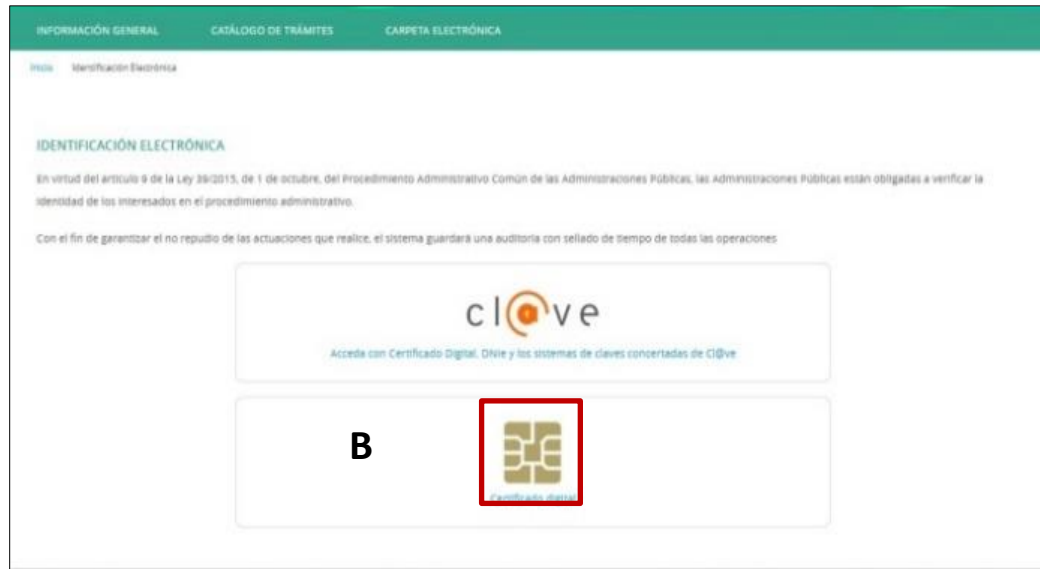 INFORMACIÓN GENERAL CATÁLOGO DE TRÁMITES CARPETA ELECTRÓNICA
Inicio Identificación Electrónica
IDENTIFICACIÓN ELECTRÓNICA
En virtud del artículo 9 de la Ley 39/2015, de 1 de octubre, del Procedimiento Administrativo Común de las Administraciones Públicas, las Administraciones Públicas están obligadas a verificar la
identidad de los interesados en el procedimiento administrativo.
Con el fin de garantizar el no repudio de las actuaciones que realice, el sistema guardará una auditoria con sellado de tiempo de todas las operaciones
cl@ve
Acceda con Certificado Digital, DNIe y los sistemas de claves concertadas de Cl@ve
B
Certificado digital